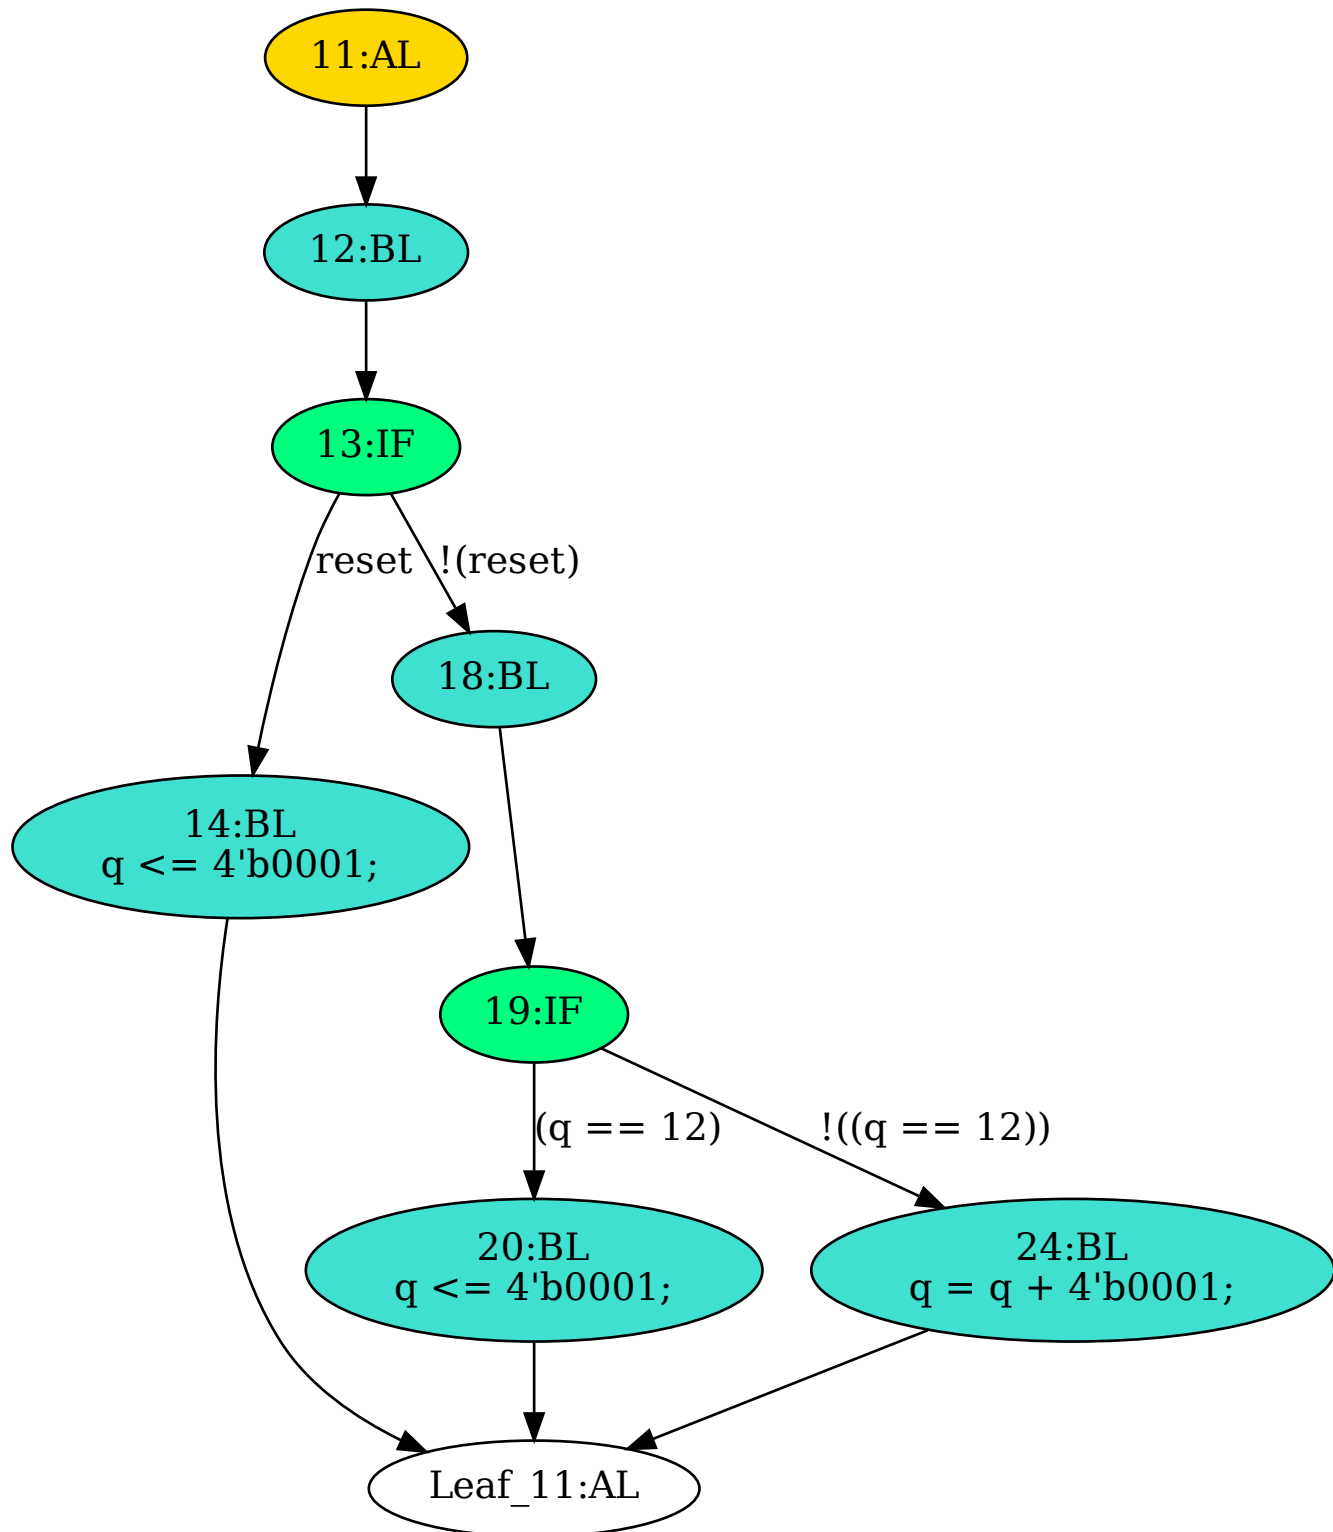 11:AL
12:BL
13:IF
reset
!(reset)
18:BL
14:BL
q <= 4'b0001;
19:IF
(q == 12)
!((q == 12))
20:BL
q <= 4'b0001;
24:BL
q = q + 4'b0001;
Leaf_11:AL